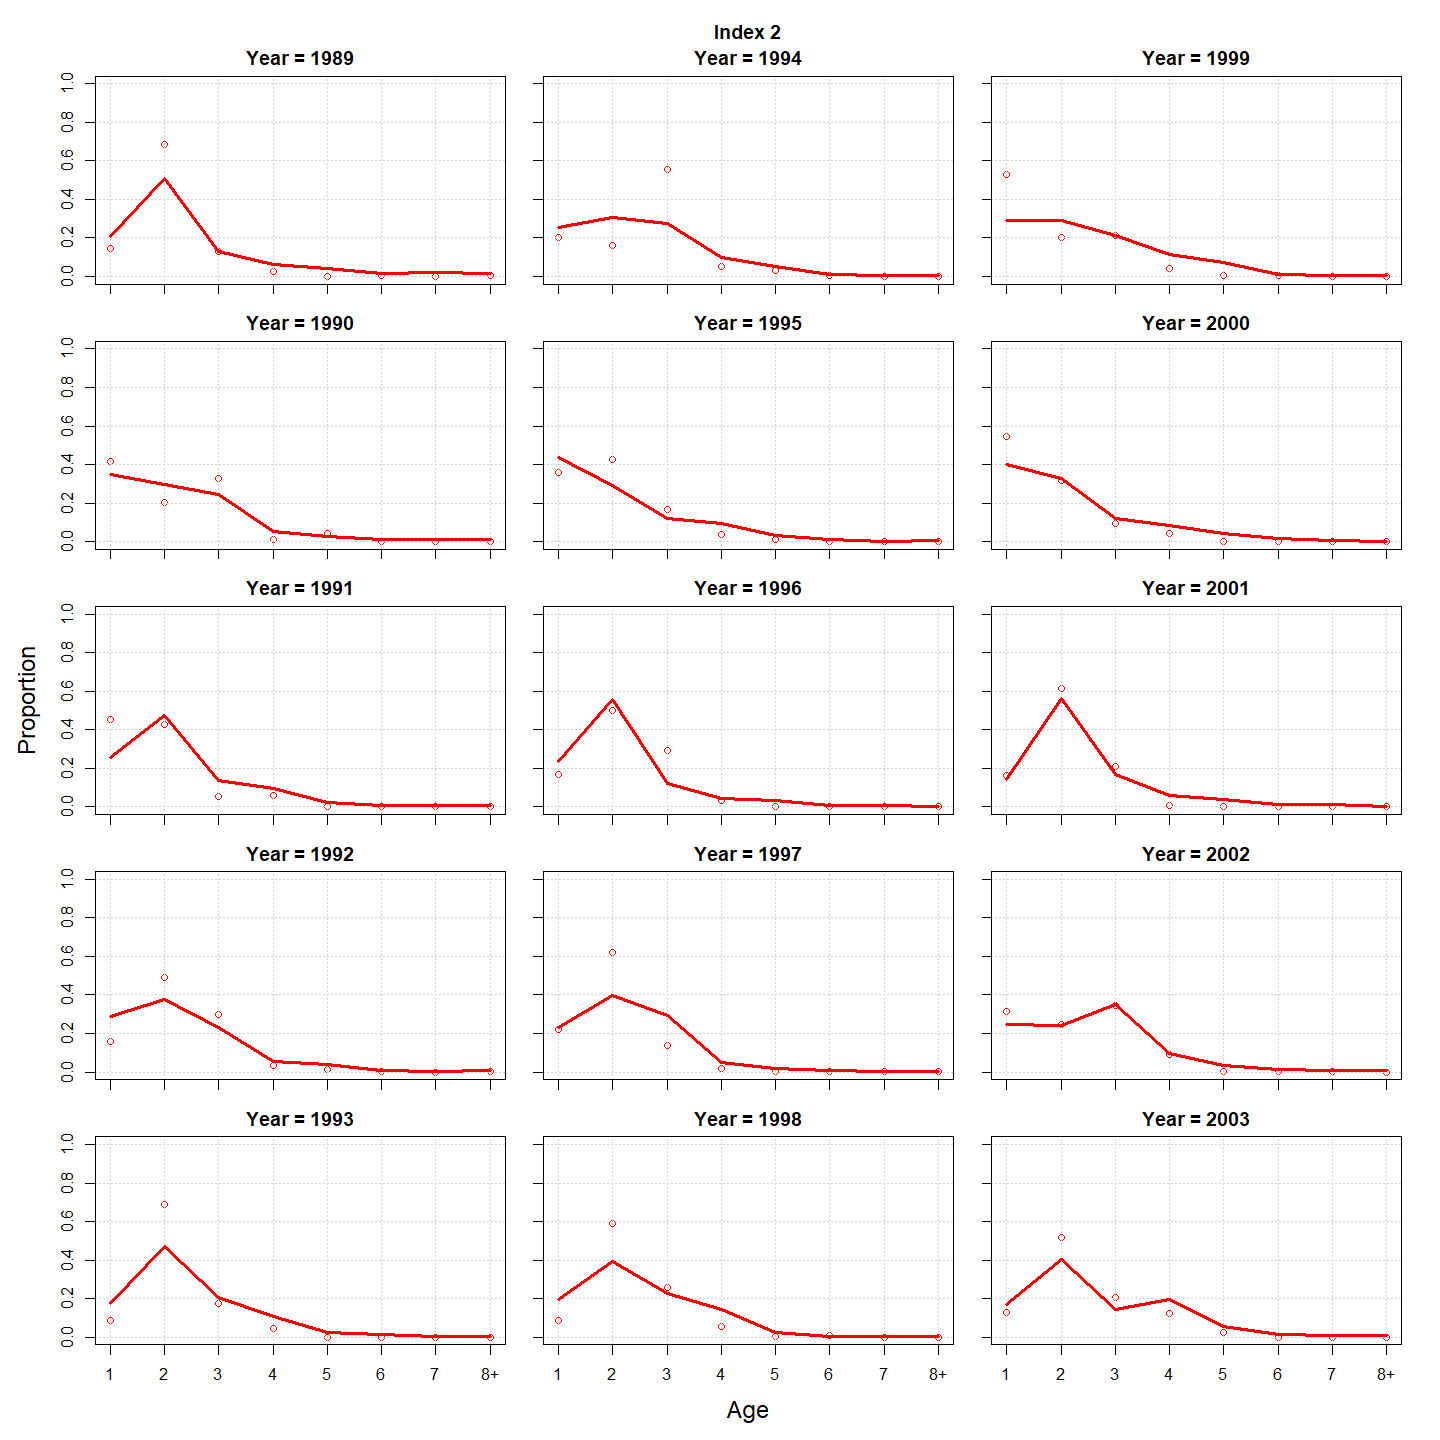 Index 2
Year = 1989
Year = 1994
Year = 1999
0.0 0.2 0.4 0.6 0.8 1.0
Year = 1990
Year = 1995
Year = 2000
0.0 0.2 0.4 0.6 0.8 1.0
Year = 1991
Year = 1996
Year = 2001
0.0 0.2 0.4 0.6 0.8 1.0
Proportion
Year = 1992
Year = 1997
Year = 2002
0.0 0.2 0.4 0.6 0.8 1.0
Year = 1993
Year = 1998
Year = 2003
0.0 0.2 0.4 0.6 0.8 1.0
1 2 3 4 5 6 7 8+
1 2 3 4 5 6 7 8+
1 2 3 4 5 6 7 8+
Age